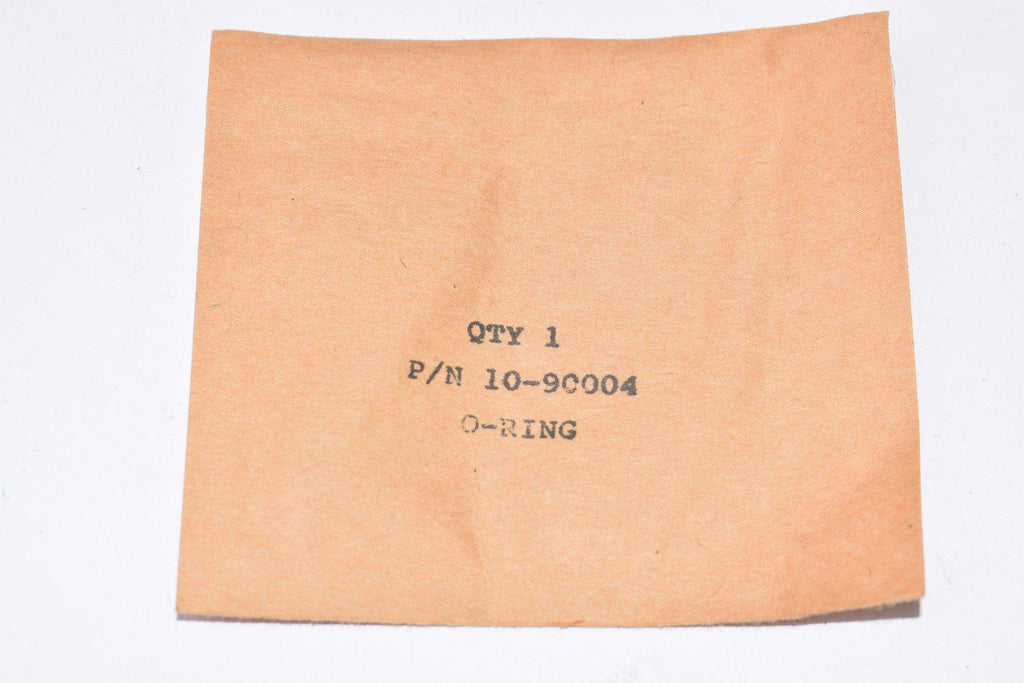 QTY 1
P/N 10-90004
O-RING